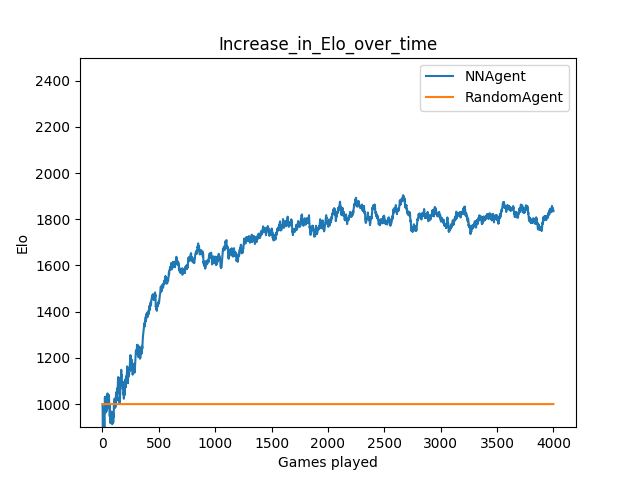 Increase_in_Elo_over_time
NNAgent
RandomAgent
2400
2200
2000
1800
1600
1400
1200
1000
Elo
0 500 1000 1500 2000 2500 3000 3500 4000
Games played